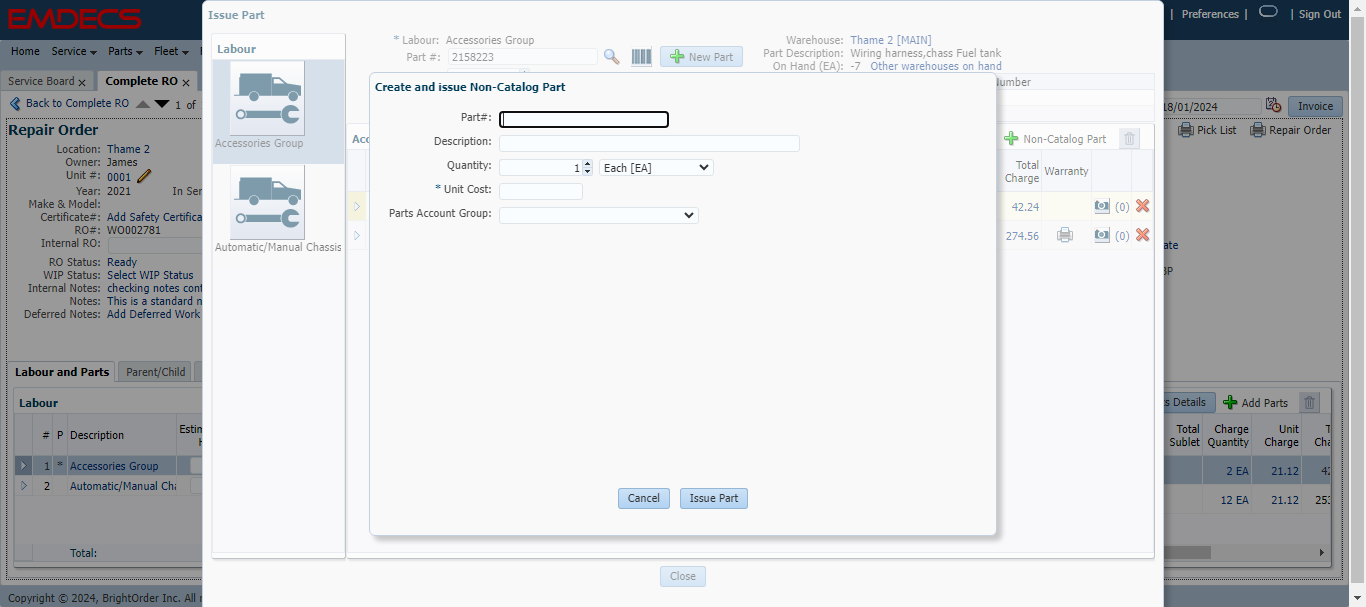 EMDECS
Preferences |
| Sign Out
Home Service Parts Fleet
Service Board x Complete RO x
Back to Complete RO 1 of
18/01/2024 Invoice
Repair Order
Pick List Repair Order
Location: Thame 2
Owner: James
Unit #: 0001
Year: 2021 In Serv
Make & Model:
Certificate#: Add Safety Certifica
RO#: WO002781
Internal RO:
RO Status: Ready
WIP Status: Select WIP Status
Internal Notes: checking notes cont
Notes: This is a standard n
Deferred Notes: Add Deferred Work
Labour and Parts Parent/Child
Labour
# P Description Estim
1 * Accessories Group
2 Automatic/Manual Cha
Total:
Copyright © 2024, BrightOrder Inc. All
Issue Part
Labour
Accessories Group
Automatic/Manual Chassis
* Labour: Accessories Group
Part #: 2158223 New Part
Warehouse: Thame 2 [MAIN]
Part Description: Wiring harness,chass Fuel tank
On Hand (EA): -7 Other warehouses on hand
Number
Acc
Non-Catalog Part
Total Charge Warranty
42.24 (0)
274.56 (0)
Create and issue Non-Catalog Part
Part#:
Description:
Quantity: 1 Each [EA]
* Unit Cost:
Parts Account Group:
Cancel Issue Part
Close
ate
BP
s Details Add Parts
Total Sublet Charge Quantity Unit Charge
2 EA 21.12 42
12 EA 21.12 253